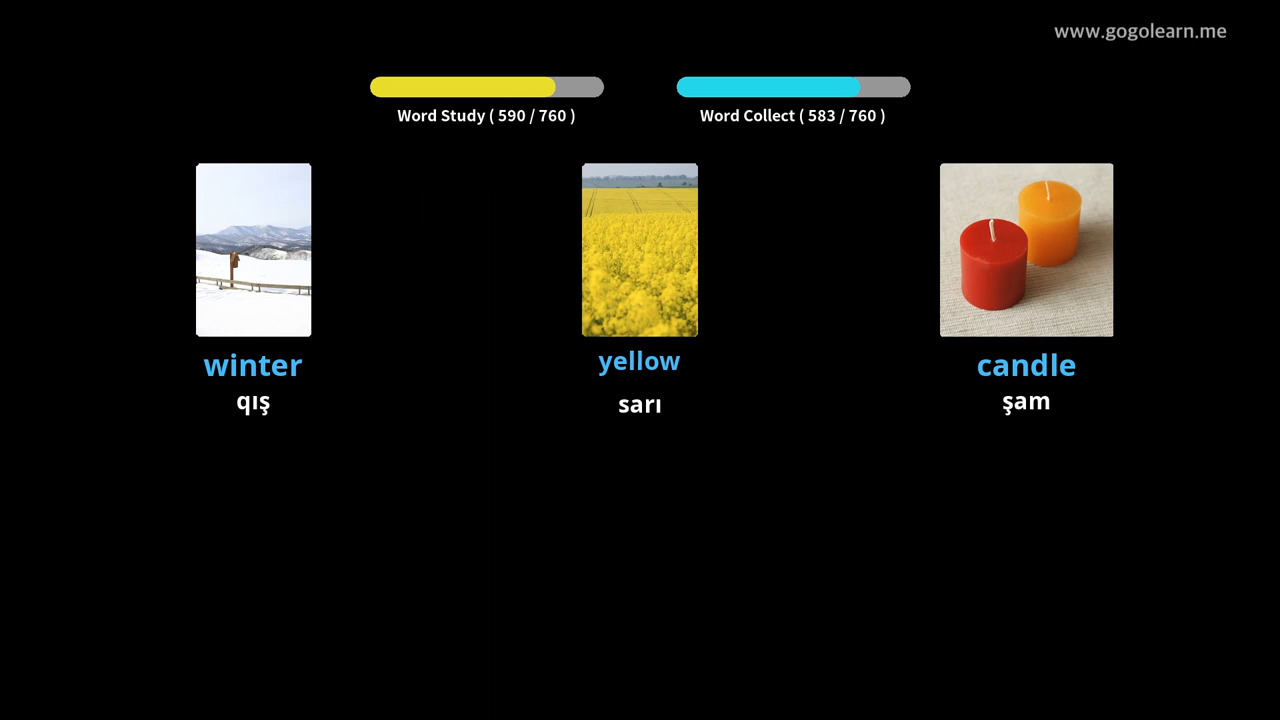 www.gogolearn.me
Word Study ( 590 / 760 )
Word Collect ( 583 / 760 )
winter
qış
yellow
sarı
candle
şam